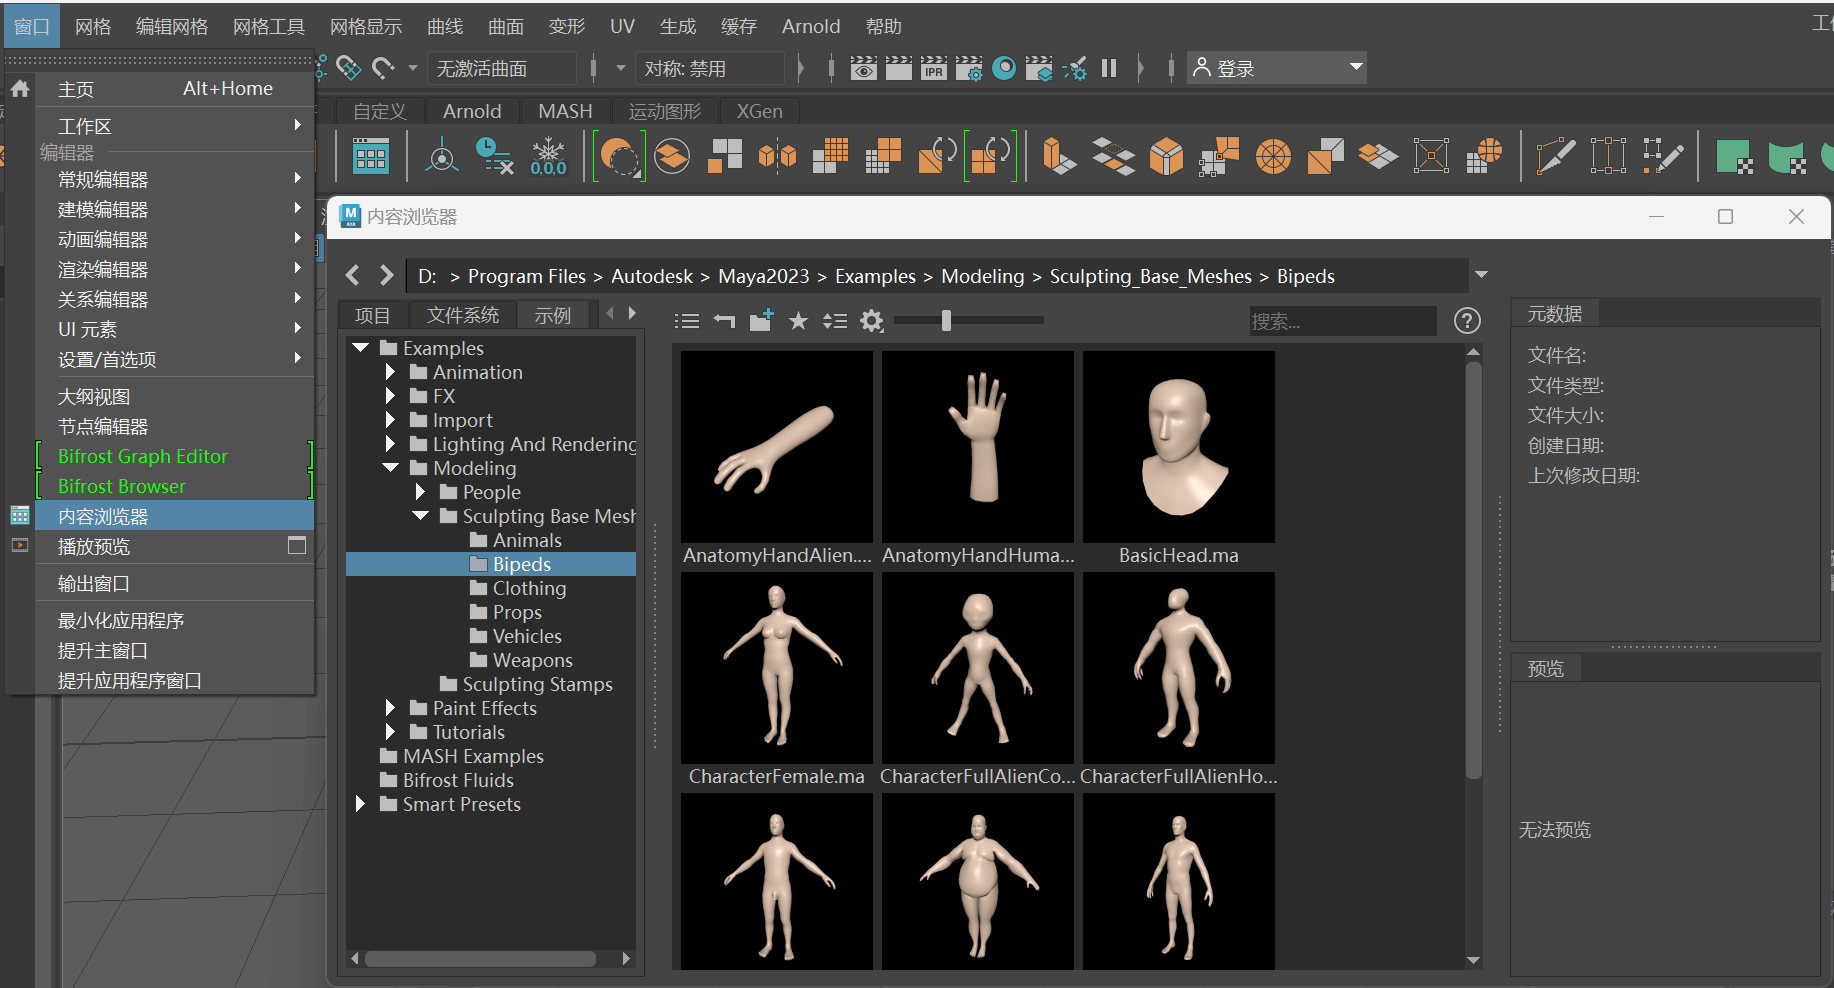 窗口 网格 编辑网格 网格工具 网格显示 曲线 曲面 变形 UV 生成 缓存 Arnold 帮助
无激活曲面 对称: 禁用 IPR 登录
自定义 Arnold MASH 运动图形 XGen
0,0,0
主页 Alt+Home
工作区
编辑器
常规编辑器
建模编辑器
动画编辑器
渲染编辑器
关系编辑器
UI 元素
设置/首选项
大纲视图
节点编辑器
Bifrost Graph Editor
Bifrost Browser
内容浏览器
播放预览
输出窗口
最小化应用程序
提升主窗口
提升应用程序窗口
M 内容浏览器
D: > Program Files > Autodesk > Maya2023 > Examples > Modeling > Sculpting_Base_Meshes > Bipeds
项目 文件系统 示例
搜索...
Examples
Animation
FX
Import
Lighting And Rendering
Modeling
People
Sculpting Base Mesh
Animals
Bipeds
Clothing
Props
Vehicles
Weapons
Sculpting Stamps
Paint Effects
Tutorials
MASH Examples
Bifrost Fluids
Smart Presets
AnatomyHandAlien.... AnatomyHandHuma... BasicHead.ma
CharacterFemale.ma CharacterFullAlienCo... CharacterFullAlienHo...
元数据
文件名:
文件类型:
文件大小:
创建日期:
上次修改日期:
预览
无法预览